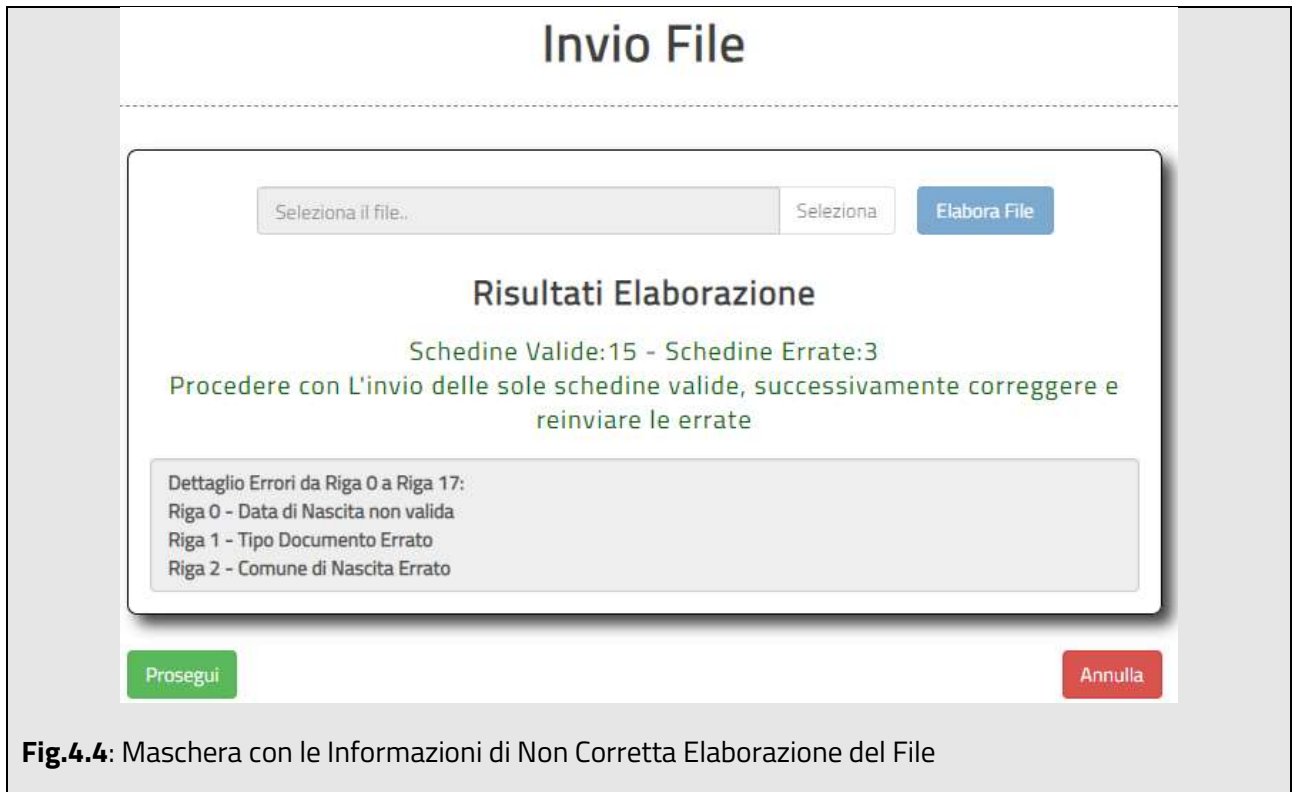 Invio File
Seleziona il file..
Seleziona
Elabora File
Risultati Elaborazione
Schedine Valide:15 - Schedine Errate:3
Procedere con L'invio delle sole schedine valide, successivamente correggere e
reinviare le errate
Dettaglio Errori da Riga 0 a Riga 17:
Riga 0 - Data di Nascita non valida
Riga 1 - Tipo Documento Errato
Riga 2 - Comune di Nascita Errato
Prosegui
Annulla
Fig.4.4: Maschera con le Informazioni di Non Corretta Elaborazione del File